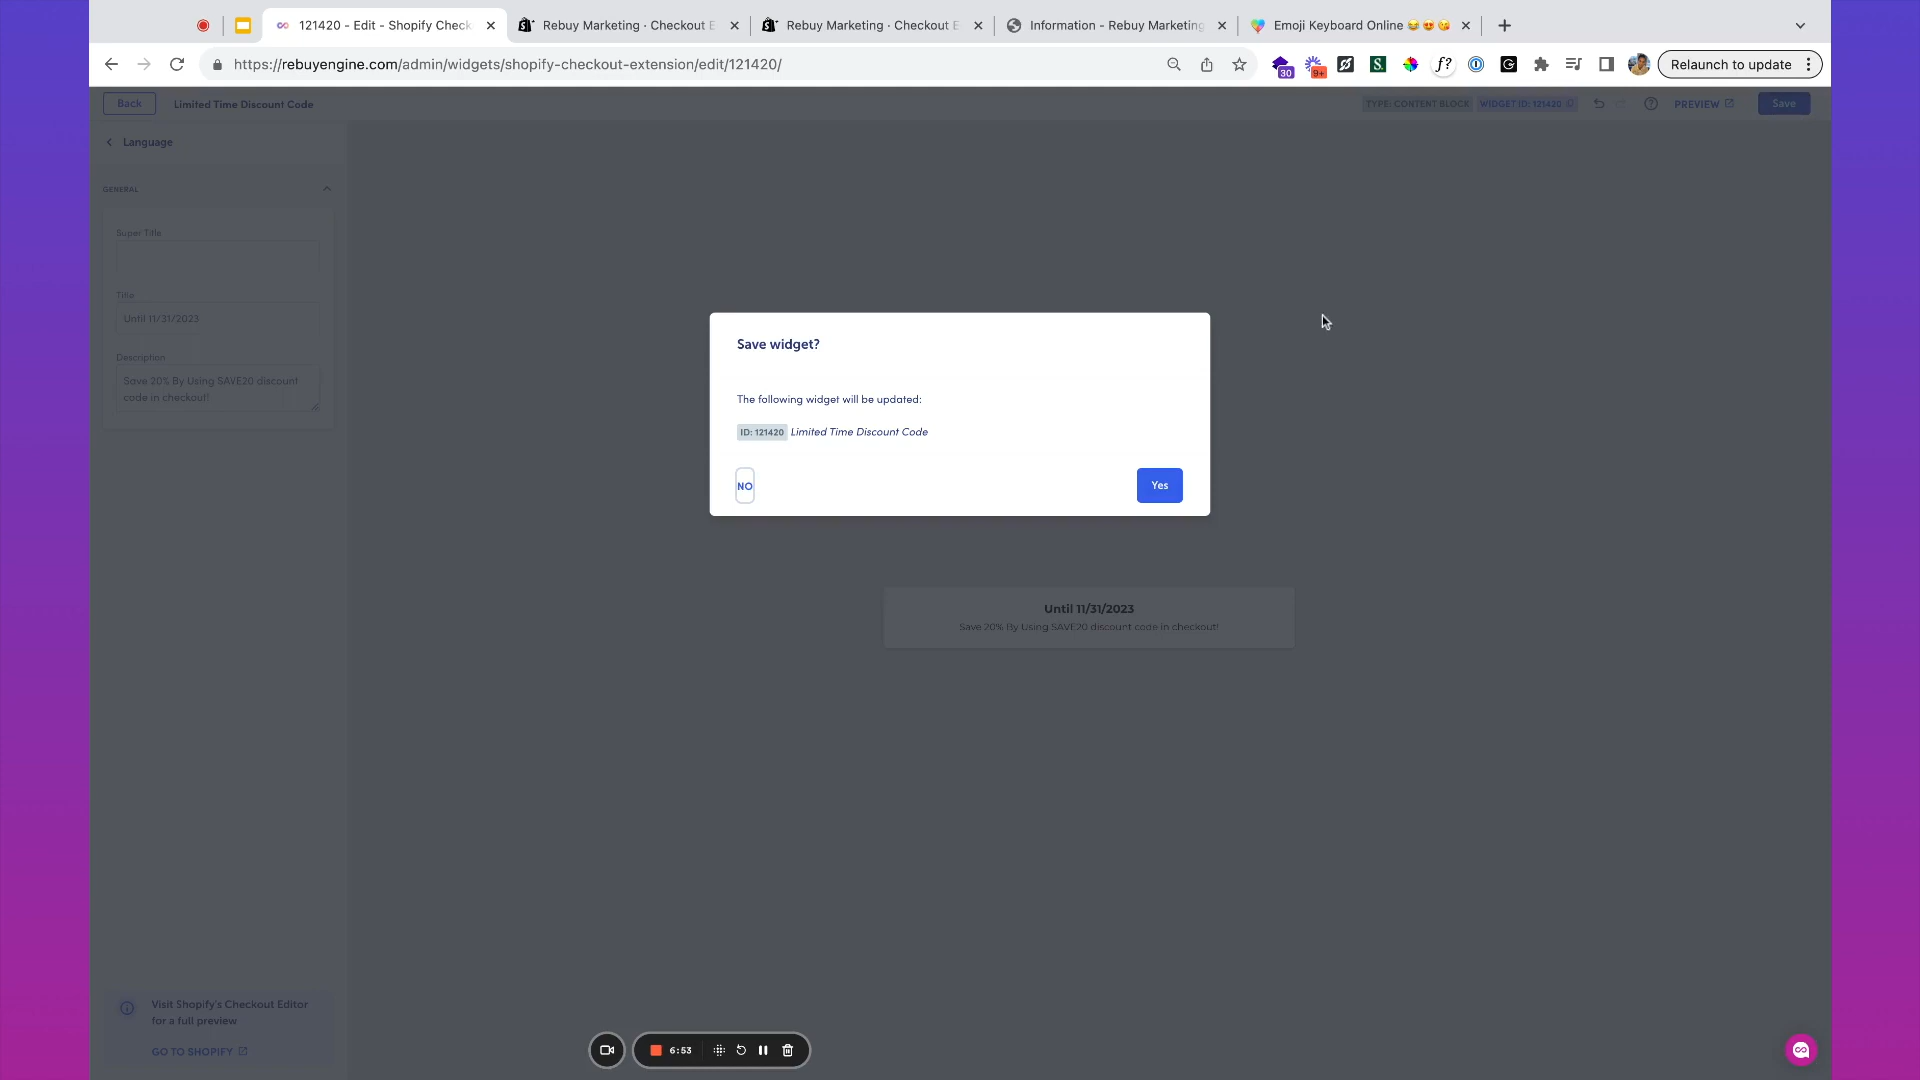 121420 - Edit - Shopify Check
Rebuy Marketing · Checkout E
Rebuy Marketing · Checkout E
Information - Rebuy Marketing
Emoji Keyboard Online 😂😍😘
https://rebuyengine.com/admin/widgets/shopify-checkout-extension/edit/121420/
30
9+
S.
f?
G
Relaunch to update
Back
Limited Time Discount Code
TYPE: CONTENT BLOCK
WIDGET ID: 121420
PREVIEW
Save
Language
GENERAL
Super Title
Title
Until 11/31/2023
Description
Save 20% By Using SAVE20 discount
code in checkout!
Save widget?
The following widget will be updated:
ID: 121420 Limited Time Discount Code
NO
Yes
Until 11/31/2023
Save 20% By Using SAVE20 discount code in checkout!
Visit Shopify's Checkout Editor
for a full preview
GO TO SHOPIFY
6:53